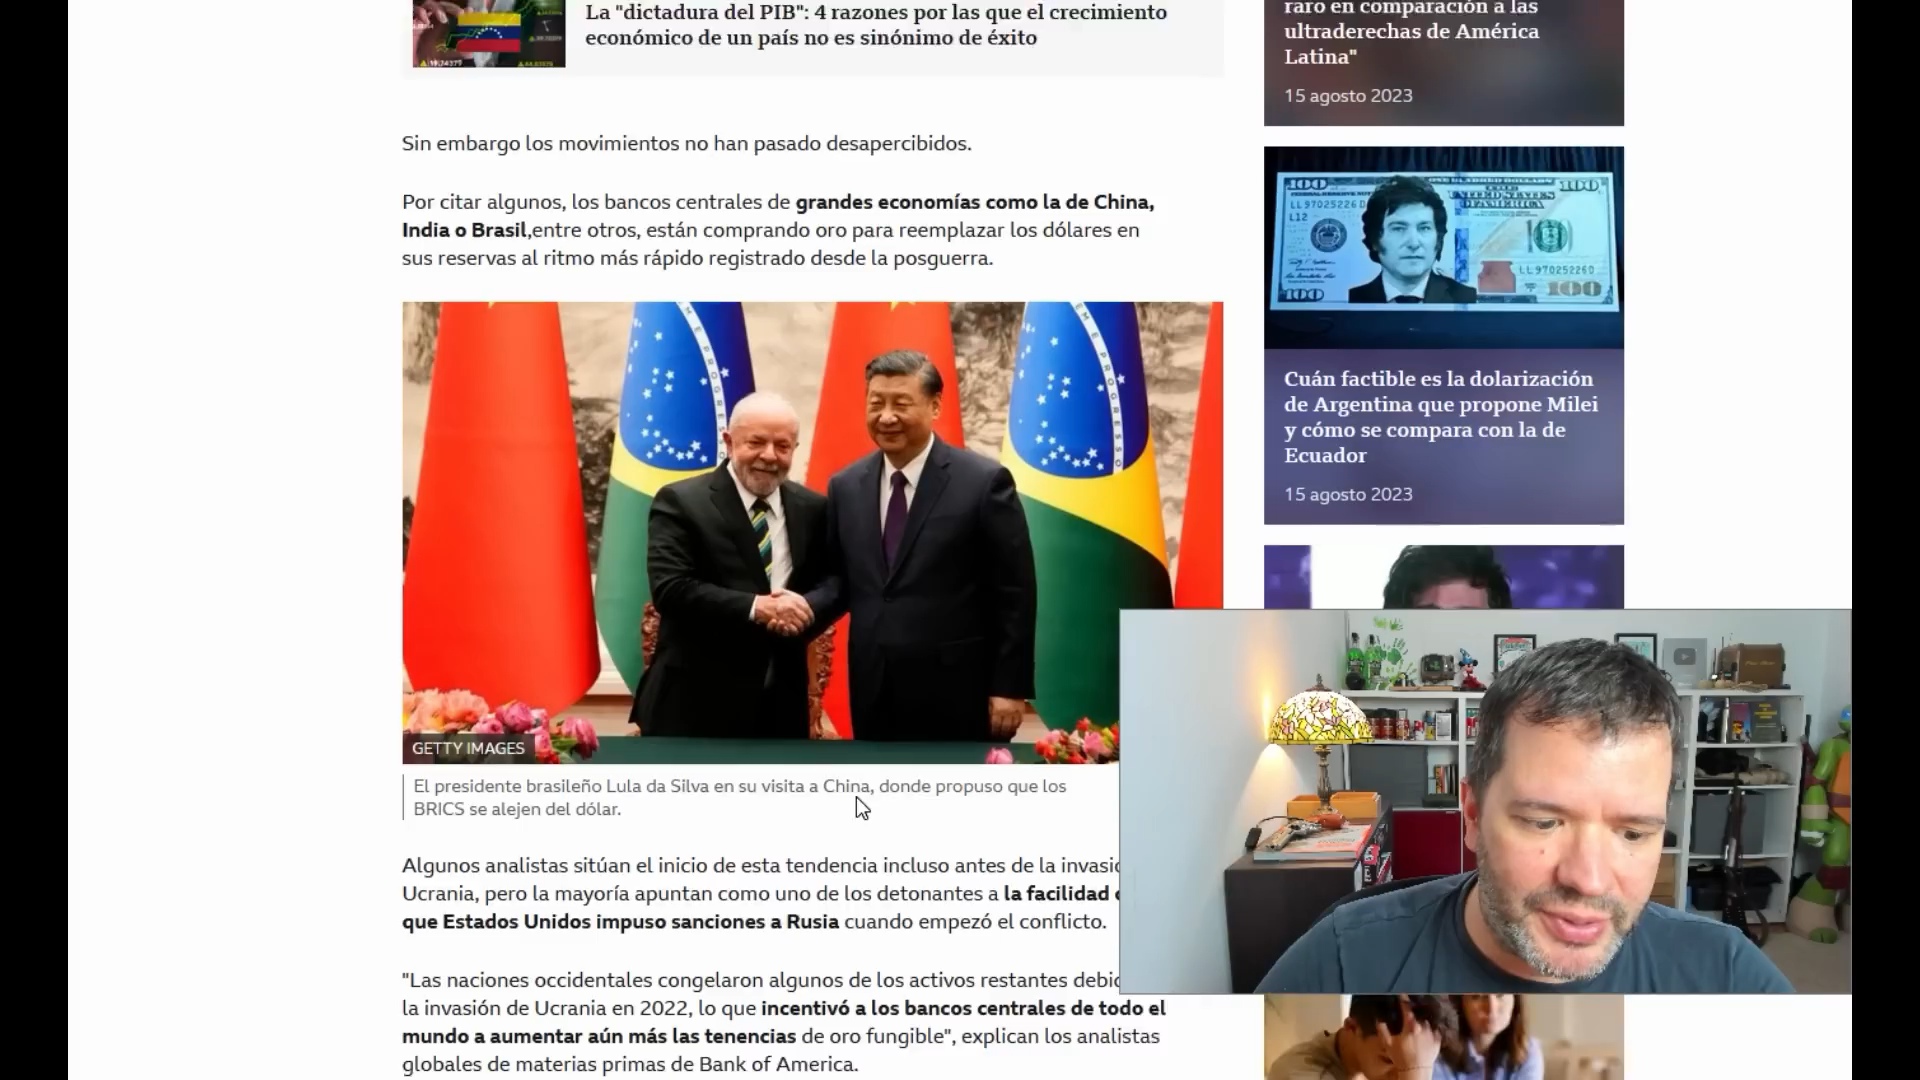 La "dictadura del PIB": 4 razones por las que el crecimiento
económico de un país no es sinónimo de éxito
Sin embargo los movimientos no han pasado desapercibidos.
Por citar algunos, los bancos centrales de grandes economías como la de China,
India o Brasil,entre otros, están comprando oro para reemplazar los dólares en
sus reservas al ritmo más rápido registrado desde la posguerra.
GETTY IMAGES
El presidente brasileño Lula da Silva en su visita a China, donde propuso que los
BRICS se alejen del dólar.
Algunos analistas sitúan el inicio de esta tendencia incluso antes de la
Ucrania, pero la mayoría apuntan como uno de los detonantes a la facilidad
que Estados Unidos impuso sanciones a Rusia cuando empezó el conflicto.
"Las naciones occidentales congelaron algunos de los activos restantes
la invasión de Ucrania en 2022, lo que incentivó a los bancos centrales de todo el
mundo a aumentar aún más las tenencias de oro fungible", explican los analistas
globales de materias primas de Bank of America.
raro en comparación a las
ultraderechas de América
Latina"
15 agosto 2023
100
100
LL97025226
L12
LL970252260
100
100
Cuán factible es la dolarización
de Argentina que propone Milei
y cómo se compara con la de
Ecuador
15 agosto 2023